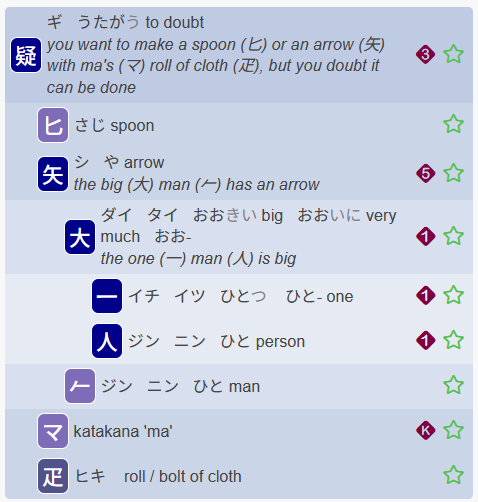 ギ うたがう to doubt
疑 you want to make a spoon (匕) or an arrow (矢) 3
with ma's (マ) roll of cloth (疋), but you doubt it
can be done
匕 さじ spoon
矢 シ や arrow 5
the big (大) man (𠂉) has an arrow
ダイ タイ おおきい big おおいに very
大 much おお- 1
the one (一) man (人) is big
一 イチ イツ ひとつ ひと- one 1
人 ジン ニン ひと person 1
𠂉 ジン ニン ひと man
マ katakana 'ma' K
疋 ヒキ roll / bolt of cloth